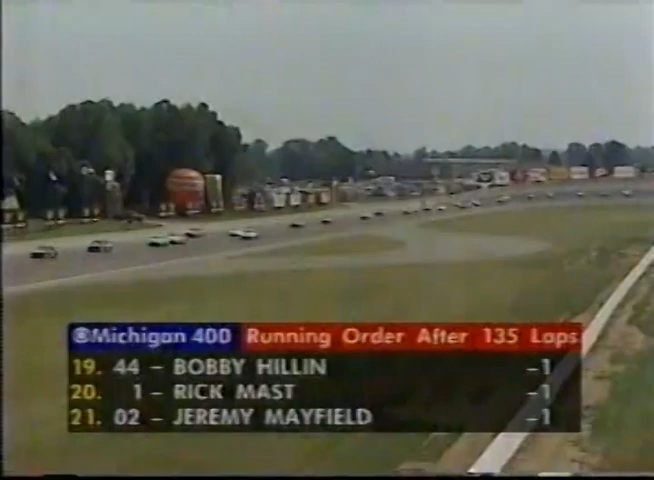 Michigan 400 Running Order After 135 Laps
19. 44 - BOBBY HILLIN -1
20. 1 - RICK MAST -1
21. 02 - JEREMY MAYFIELD -1